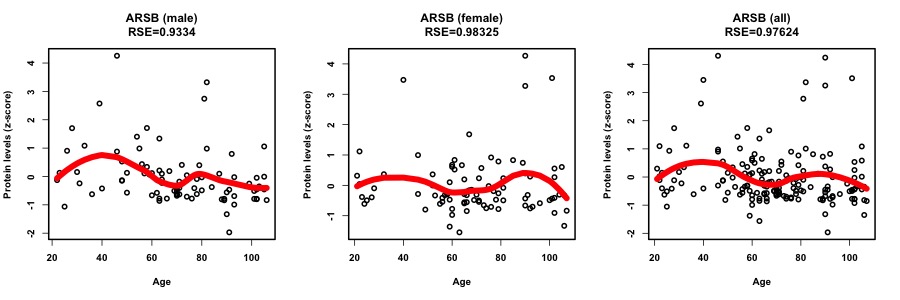 ARSB (male)
RSE=0.9334
Protein levels (z-score)
4
3
2
1
0
-1
-2
20
40
60
80
100
Age
ARSB (female)
RSE=0.98325
Protein levels (z-score)
4
3
2
1
0
-1
20
40
60
80
100
Age
ARSB (all)
RSE=0.97624
Protein levels (z-score)
4
3
2
1
0
-1
-2
20
40
60
80
100
Age